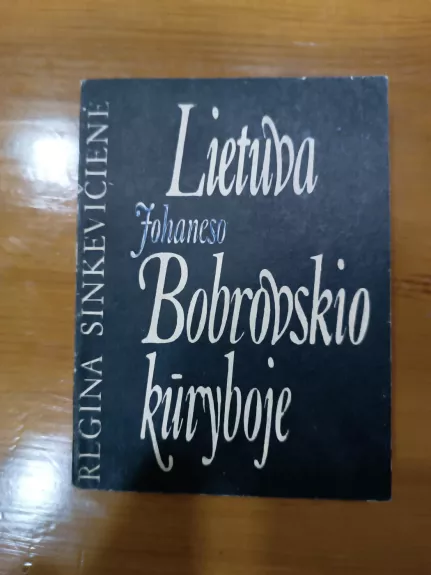 REGINA SINKEVIČIENĖ
Lietuva
Johaneso
Bobrovskio
kūryboje